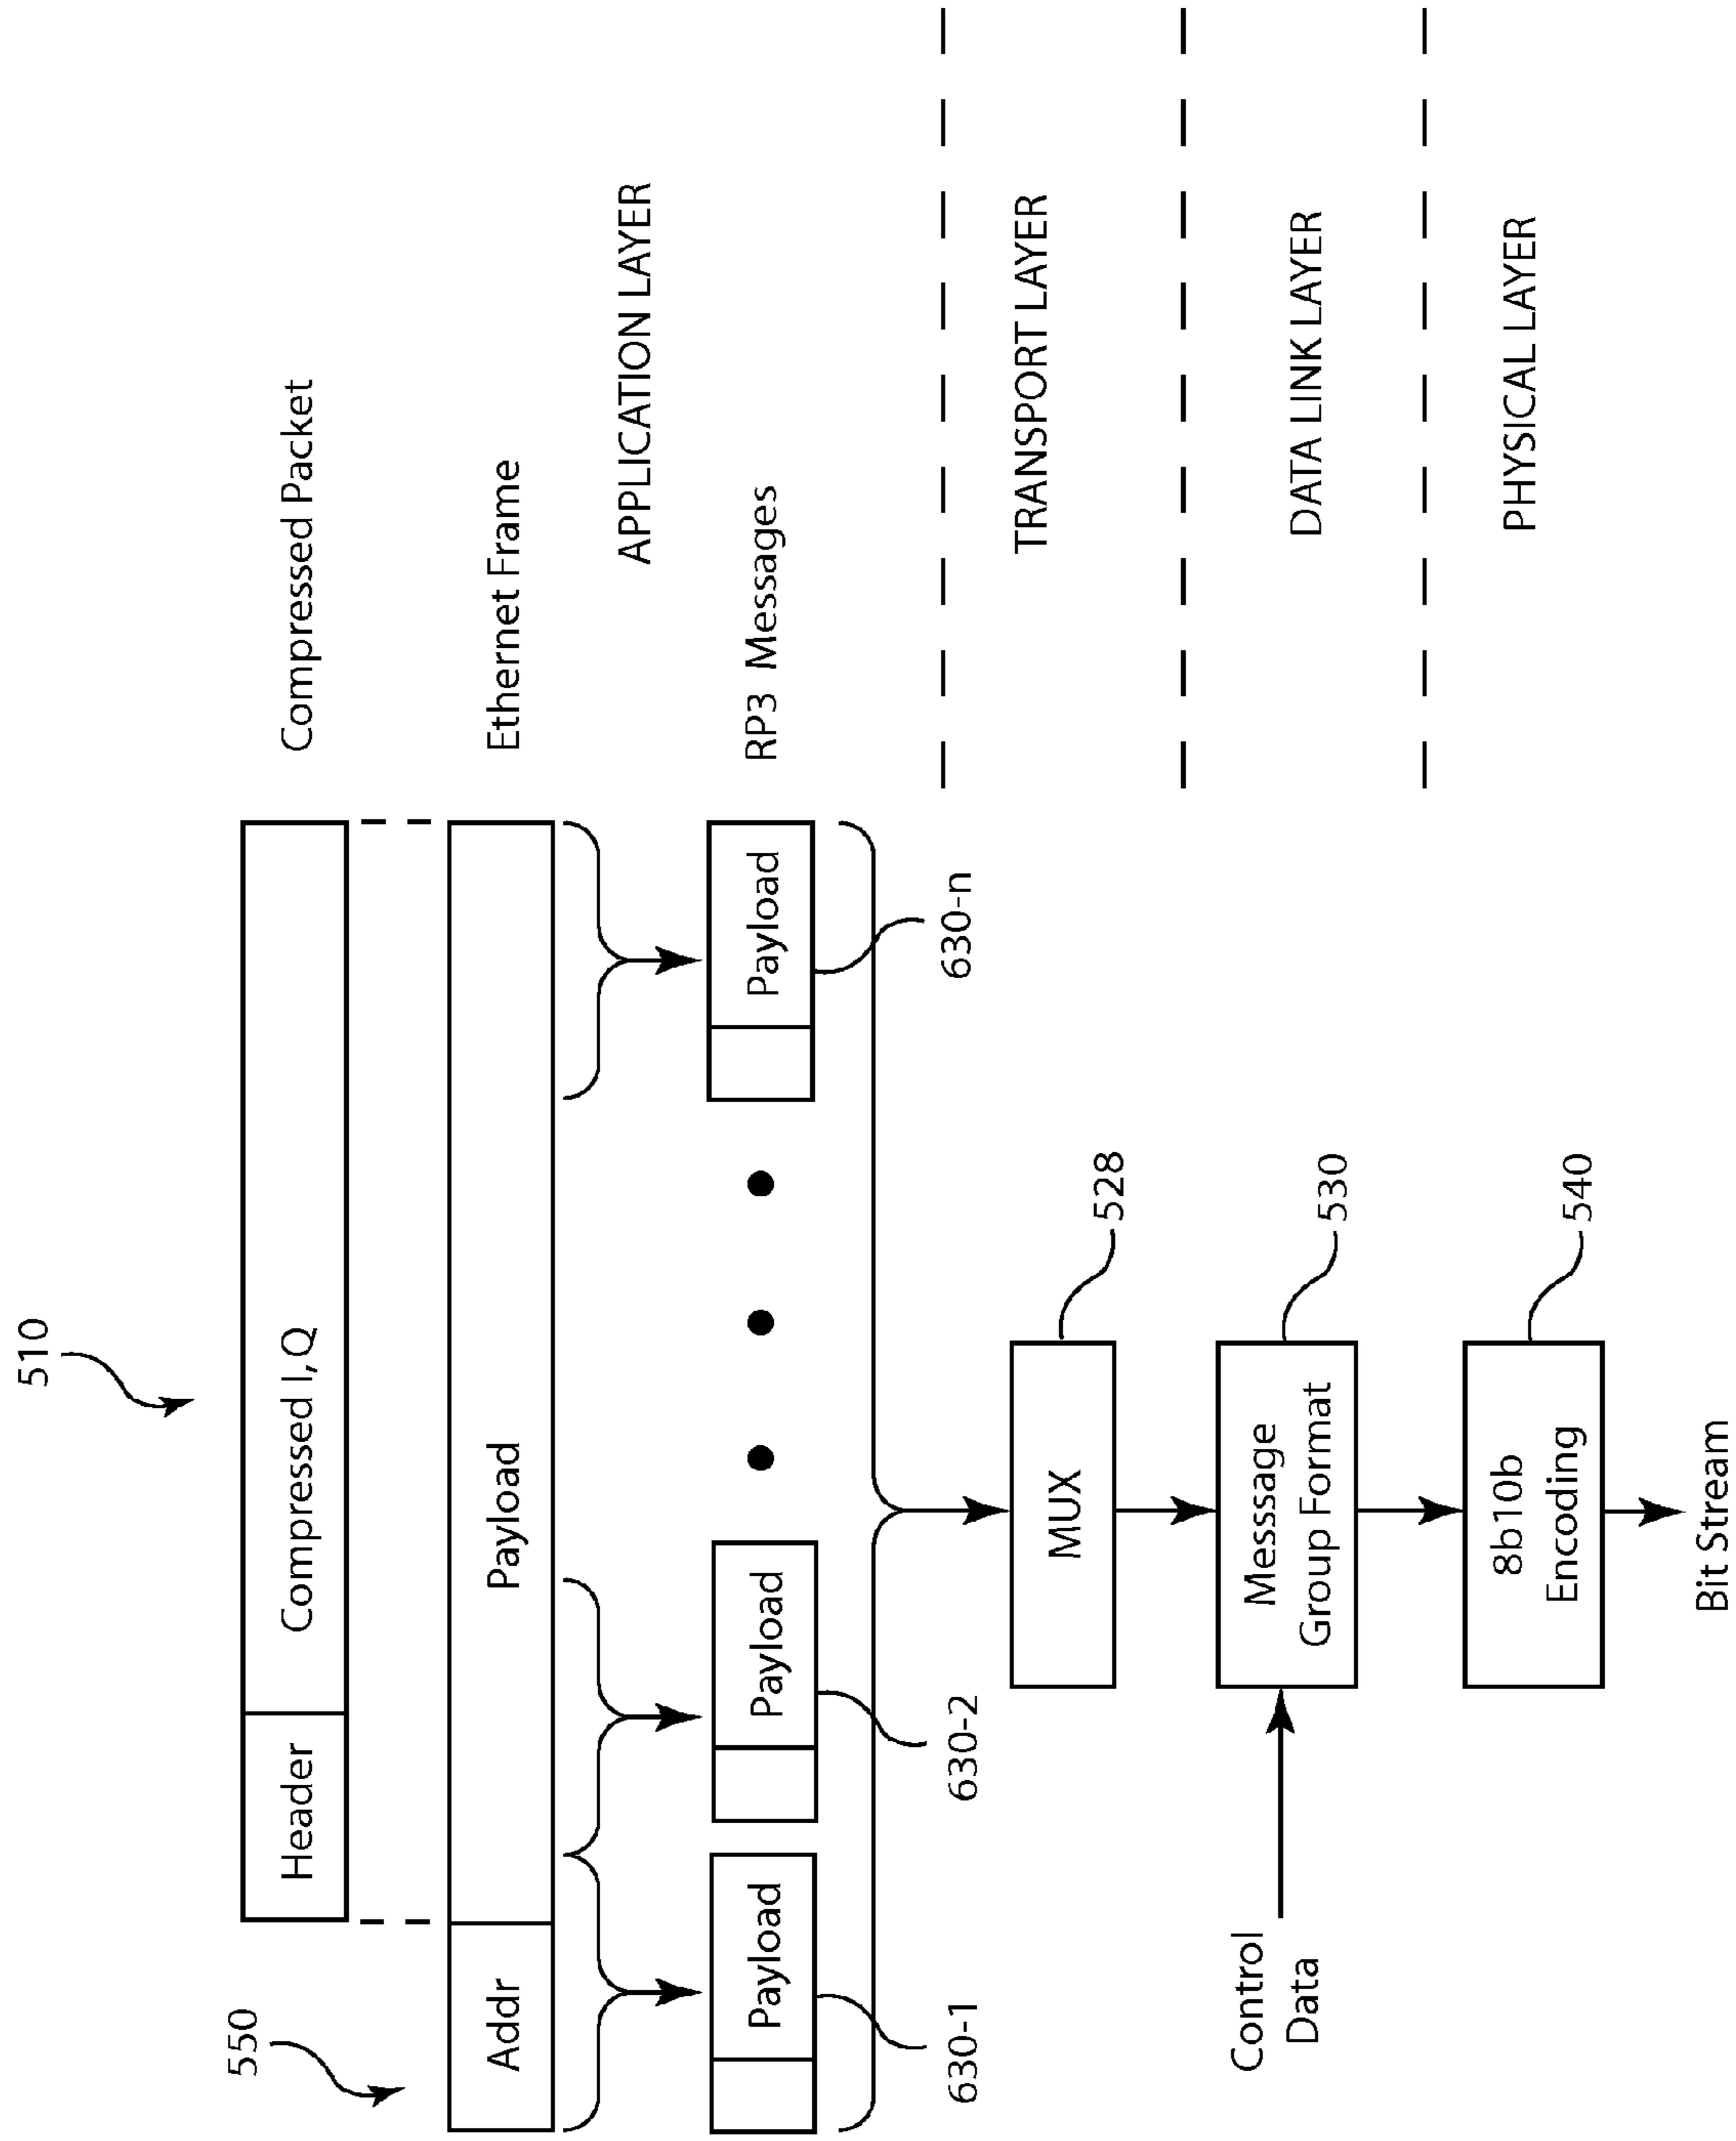 510
Header
Compressed I, Q
Compressed Packet
550
Addr
Payload
Ethernet Frame
APPLICATION LAYER
Payload
Payload
Payload
RP3 Messages
630-1
630-2
630-n
MUX
528
TRANSPORT LAYER
Control
Data
Messsage
Group Format
530
DATA LINK LAYER
8b10b
Encoding
540
PHYSICAL LAYER
Bit Stream